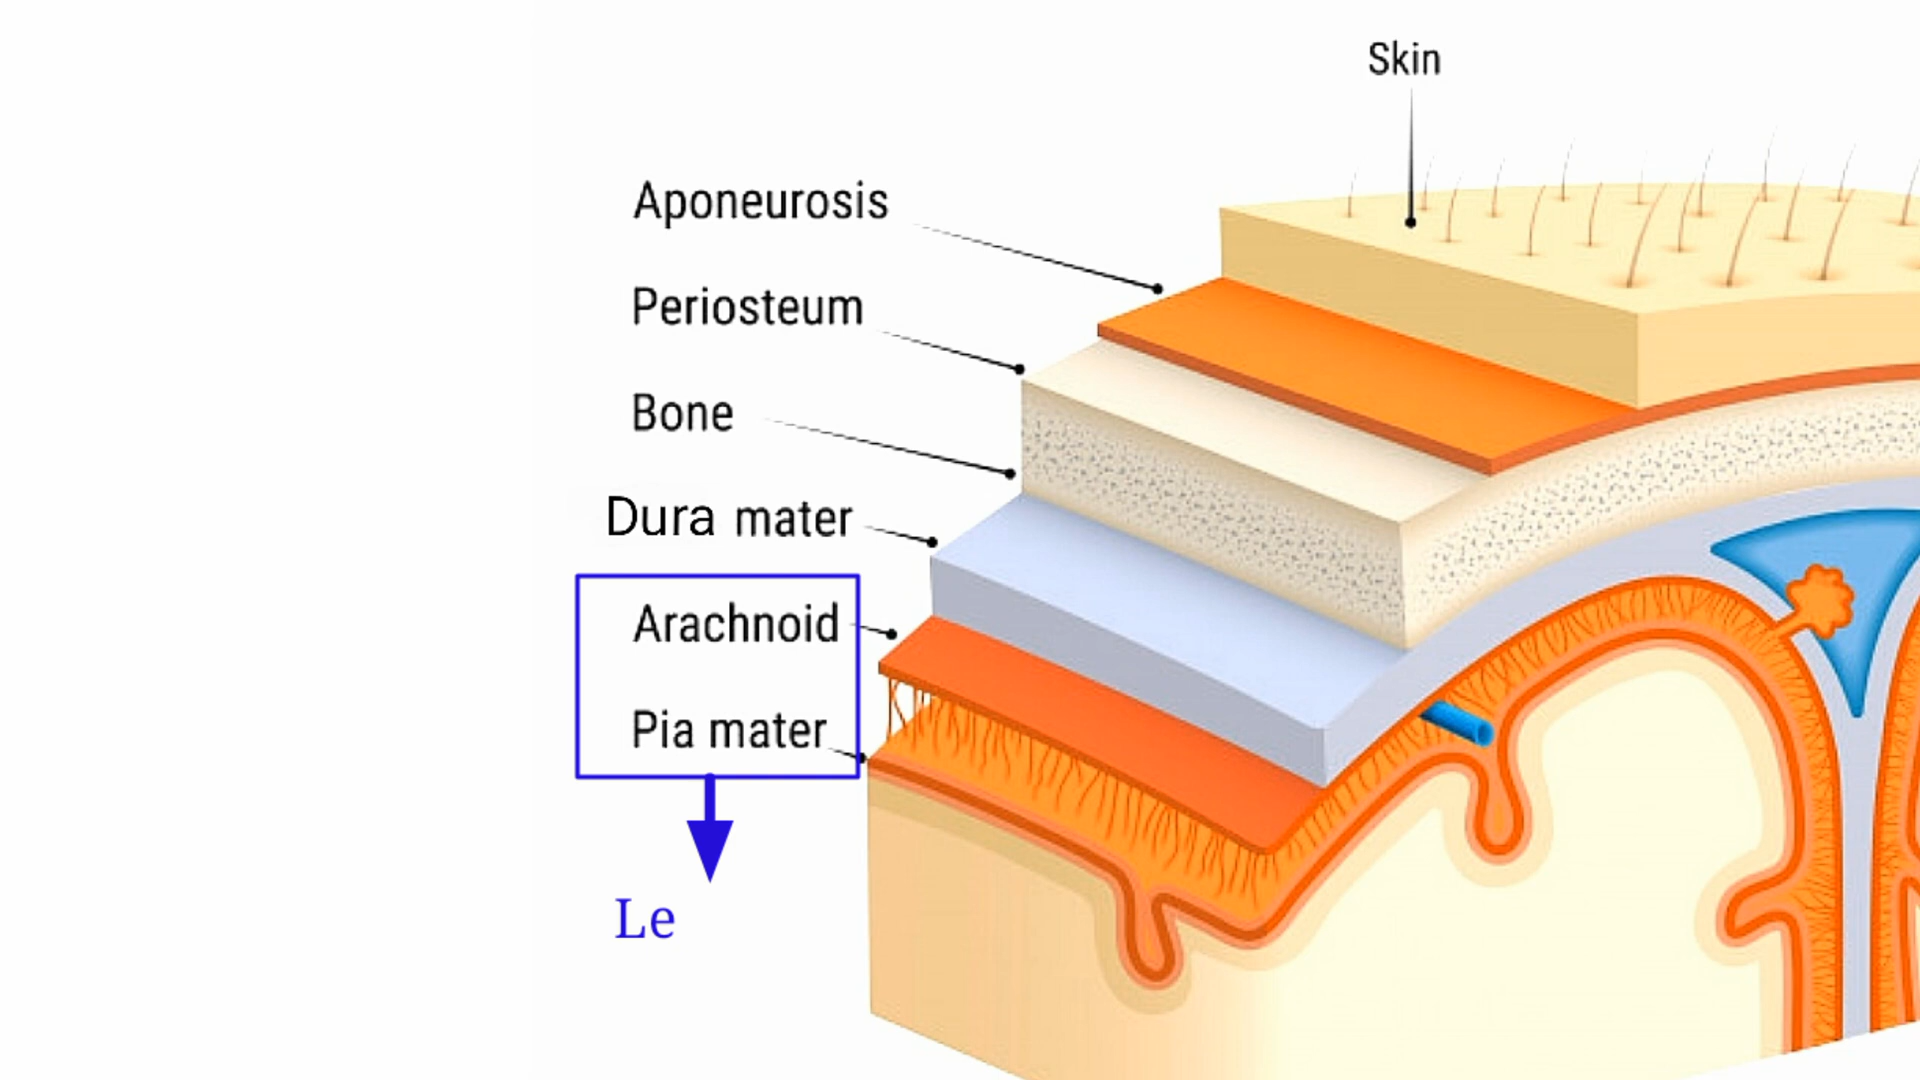 Skin
Aponeurosis
Periosteum
Bone
Dura mater
Arachnoid
Pia mater
Le